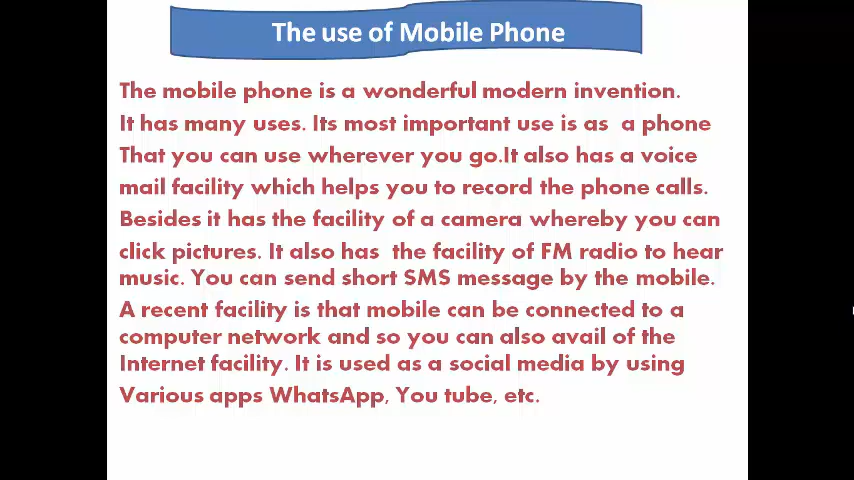 The use of Mobile Phone
The mobile phone is a wonderful modern invention.
It has many uses. Its most important use is as a phone
That you can use wherever you go.It also has a voice
mail facility which helps you to record the phone calls.
Besides it has the facility of a camera whereby you can
click pictures. It also has the facility of FM radio to hear
music. You can send short SMS message by the mobile.
A recent facility is that mobile can be connected to a
computer network and so you can also avail of the
Internet facility. It is used as a social media by using
Various apps WhatsApp, You tube, etc.